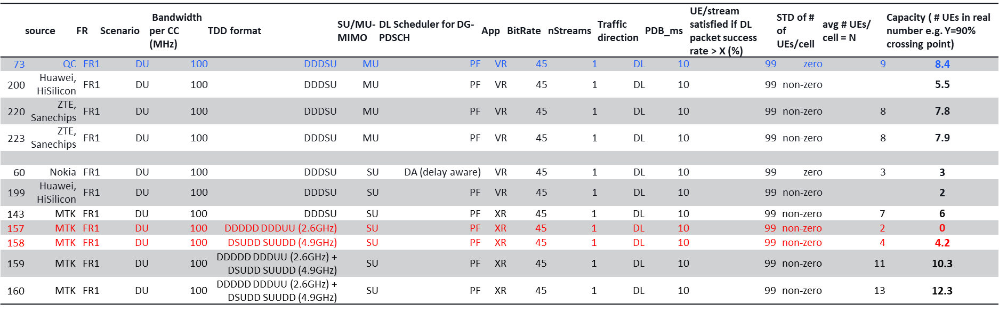 source FR Scenario Bandwidth per CC (MHz) TDD format SU/MU-MIMO DL Scheduler for DG-PDSCH App BitRate nStreams Traffic direction PDB_ms UE/stream satisfied if DL packet success rate > X (%) STD of # of UEs/cell avg # UEs/ cell = N Capacity ( # UEs in real number e.g. Y=90% crossing point)
73 QC FR1 DU 100 DDDSU MU PF VR 45 1 DL 10 99 zero 9 8.4
200 Huawei, HiSilicon FR1 DU 100 DDDSU MU PF VR 45 1 DL 10 99 non-zero 5.5
220 ZTE, Sanechips FR1 DU 100 DDDSU MU PF VR 45 1 DL 10 99 non-zero 8 7.8
223 ZTE, Sanechips FR1 DU 100 DDDSU MU PF VR 45 1 DL 10 99 non-zero 8 7.9
60 Nokia FR1 DU 100 DDDSU SU DA (delay aware) VR 45 1 DL 10 99 zero 3 3
199 Huawei, HiSilicon FR1 DU 100 DDDSU SU PF VR 45 1 DL 10 99 non-zero 2
143 MTK FR1 DU 100 DDDSU SU PF XR 45 1 DL 10 99 non-zero 7 6
157 MTK FR1 DU 100 DDDDD DDDUU (2.6GHz) SU PF XR 45 1 DL 10 99 non-zero 2 0
158 MTK FR1 DU 100 DSUDD SUUDD (4.9GHz) SU PF XR 45 1 DL 10 99 non-zero 4 4.2
159 MTK FR1 DU 100 DDDDD DDDUU (2.6GHz) + DSUDD SUUDD (4.9GHz) SU PF XR 45 1 DL 10 99 non-zero 11 10.3
160 MTK FR1 DU 100 DDDDD DDDUU (2.6GHz) + DSUDD SUUDD (4.9GHz) SU PF XR 45 1 DL 10 99 non-zero 13 12.3